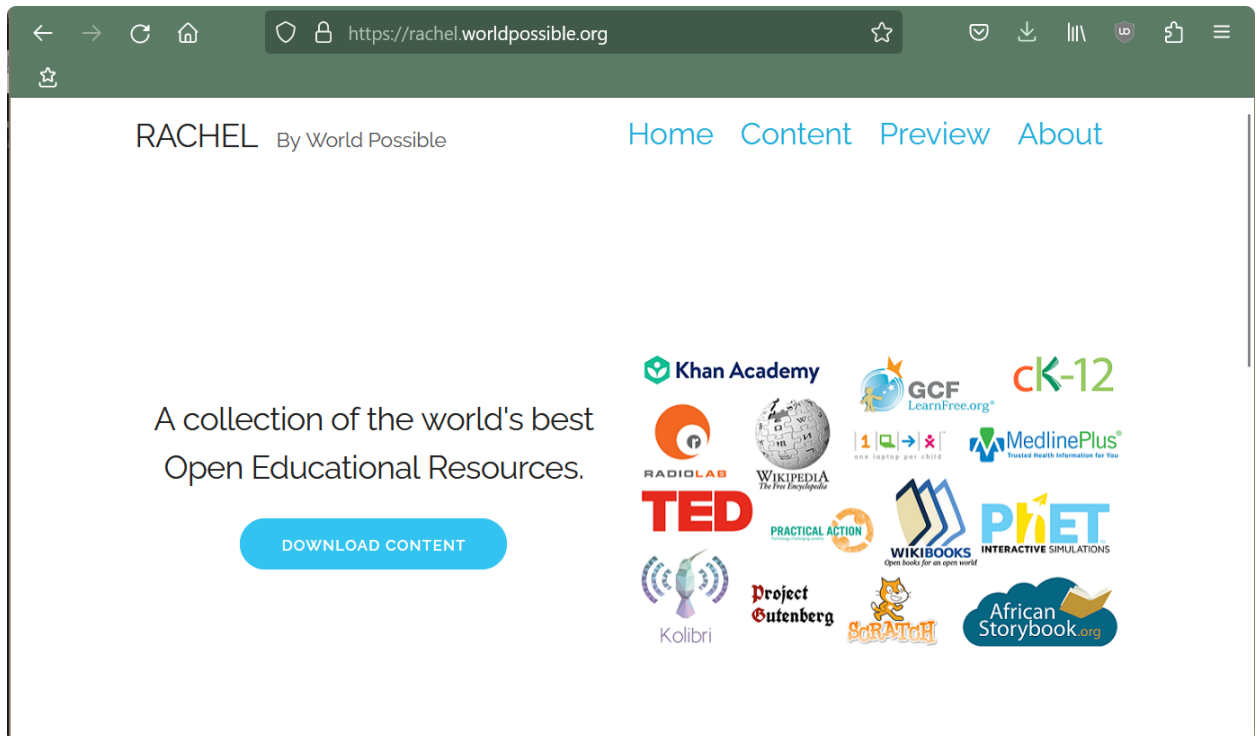 https://rachel.worldpossible.org
RACHEL By World Possible
Home Content Preview About
A collection of the world's best
Open Educational Resources.
DOWNLOAD CONTENT
Khan Academy
GCF
LearnFree.org®
cK-12
RADIOLAB
WIKIPEDIA
The Free Encyclopedia
1
one laptop per child
MedlinePlus®
Trusted Health Information for You
TED
PRACTICAL ACTION
WIKIBOOKS
Open books for an open world
PhET
INTERACTIVE SIMULATIONS
Kolibri
Project
Gutenberg
SCRATCH
African
Storybook.org